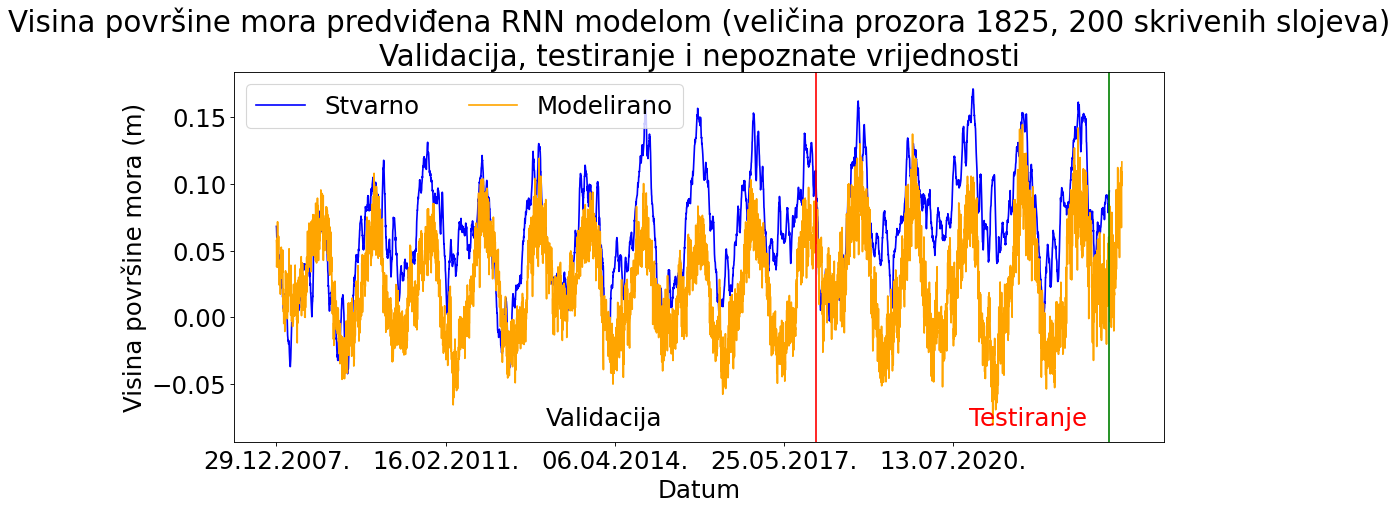 Visina površine mora predviđena RNN modelom (veličina prozora 1825, 200 skrivenih slojeva)
Validacija, testiranje i nepoznate vrijednosti
Stvarno
Modelirano
Visina površine mora (m)
0.15
0.10
0.05
0.00
−0.05
Validacija
Testiranje
29.12.2007.
16.02.2011.
06.04.2014.
25.05.2017.
13.07.2020.
Datum